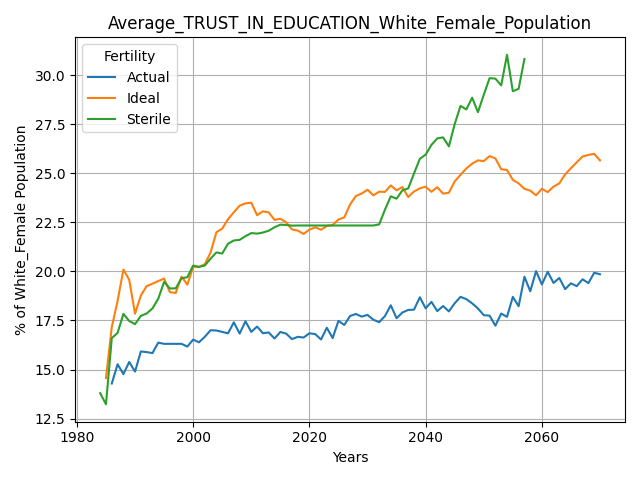 Average_TRUST_IN_EDUCATION_White_Female_Population
% of White_Female Population
30.0
27.5
25.0
22.5
20.0
17.5
15.0
12.5
Fertility
Actual
Ideal
Sterile
1980
2000
2020
2040
2060
Years